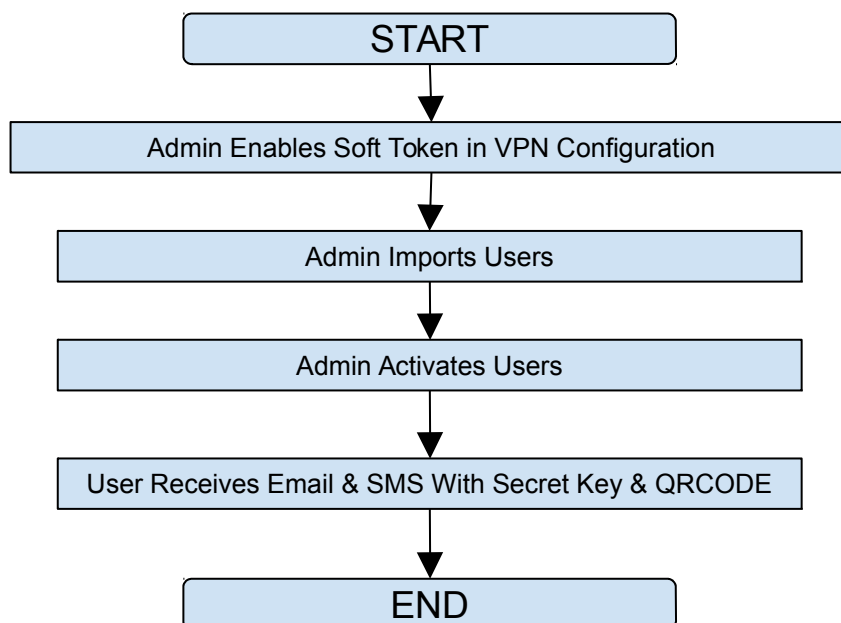 START
Admin Enables Soft Token in VPN Configuration
Admin Imports Users
Admin Activates Users
User Receives Email & SMS With Secret Key & QRCODE
END